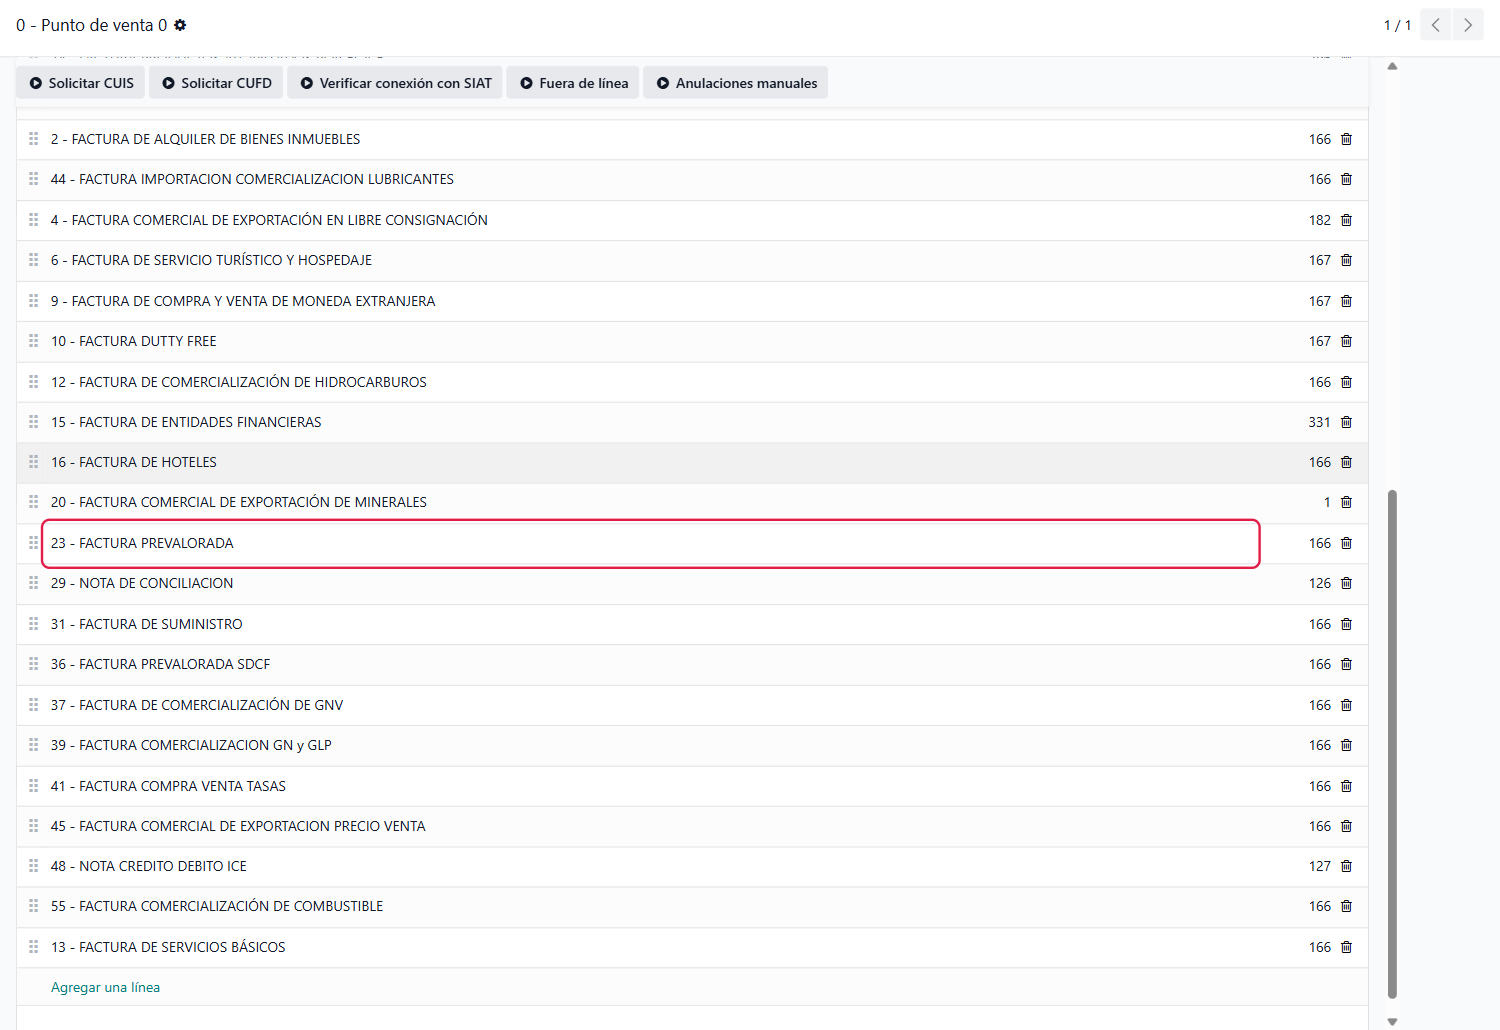 0 - Punto de venta 0
1 / 1
Solicitar CUIS
Solicitar CUFD
Verificar conexión con SIAT
Fuera de línea
Anulaciones manuales
2 - FACTURA DE ALQUILER DE BIENES INMUEBLES 166
44 - FACTURA IMPORTACION COMERCIALIZACION LUBRICANTES 166
4 - FACTURA COMERCIAL DE EXPORTACIÓN EN LIBRE CONSIGNACIÓN 182
6 - FACTURA DE SERVICIO TURÍSTICO Y HOSPEDAJE 167
9 - FACTURA DE COMPRA Y VENTA DE MONEDA EXTRANJERA 167
10 - FACTURA DUTTY FREE 167
12 - FACTURA DE COMERCIALIZACIÓN DE HIDROCARBUROS 166
15 - FACTURA DE ENTIDADES FINANCIERAS 331
16 - FACTURA DE HOTELES 166
20 - FACTURA COMERCIAL DE EXPORTACIÓN DE MINERALES 1
23 - FACTURA PREVALORADA 166
29 - NOTA DE CONCILIACION 126
31 - FACTURA DE SUMINISTRO 166
36 - FACTURA PREVALORADA SDCF 166
37 - FACTURA DE COMERCIALIZACIÓN DE GNV 166
39 - FACTURA COMERCIALIZACION GN y GLP 166
41 - FACTURA COMPRA VENTA TASAS 166
45 - FACTURA COMERCIAL DE EXPORTACION PRECIO VENTA 166
48 - NOTA CREDITO DEBITO ICE 127
55 - FACTURA COMERCIALIZACIÓN DE COMBUSTIBLE 166
13 - FACTURA DE SERVICIOS BÁSICOS 166
Agregar una línea